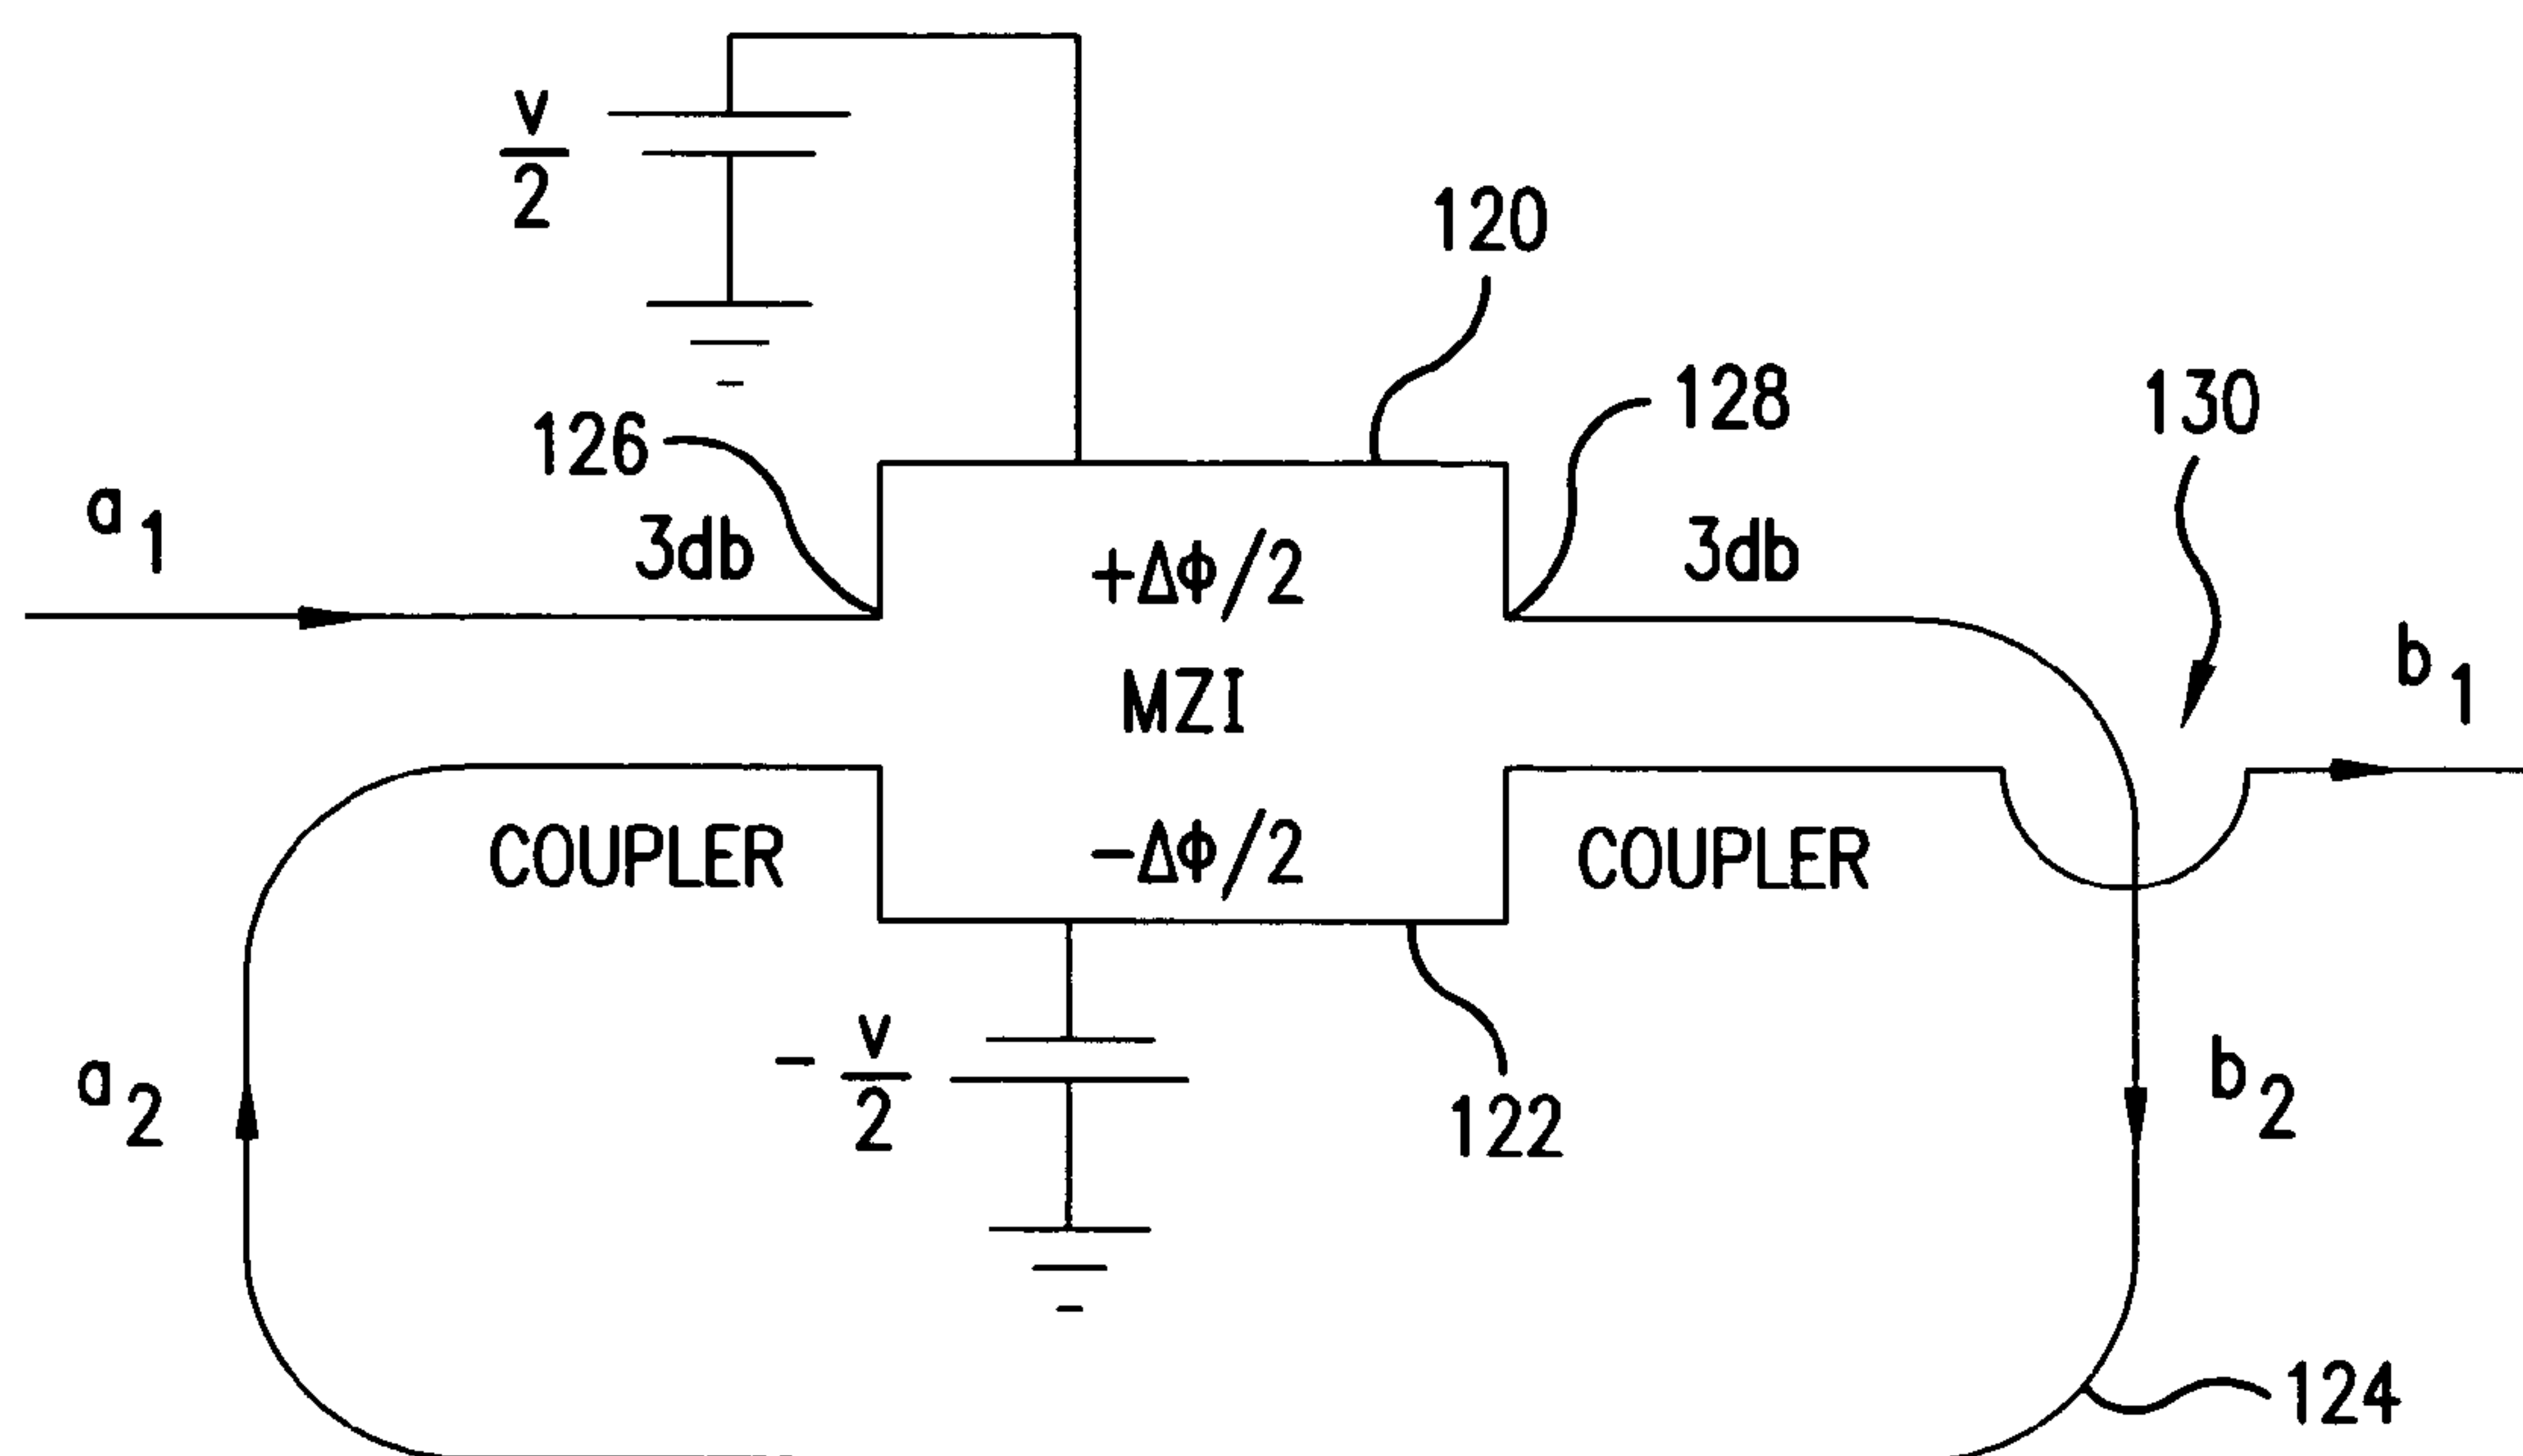 v
2
120
128
130
126
a1
3db
+Δϕ/2
3db
b1
MZI
COUPLER
-Δϕ/2
COUPLER
a2
- v
2
122
b2
124